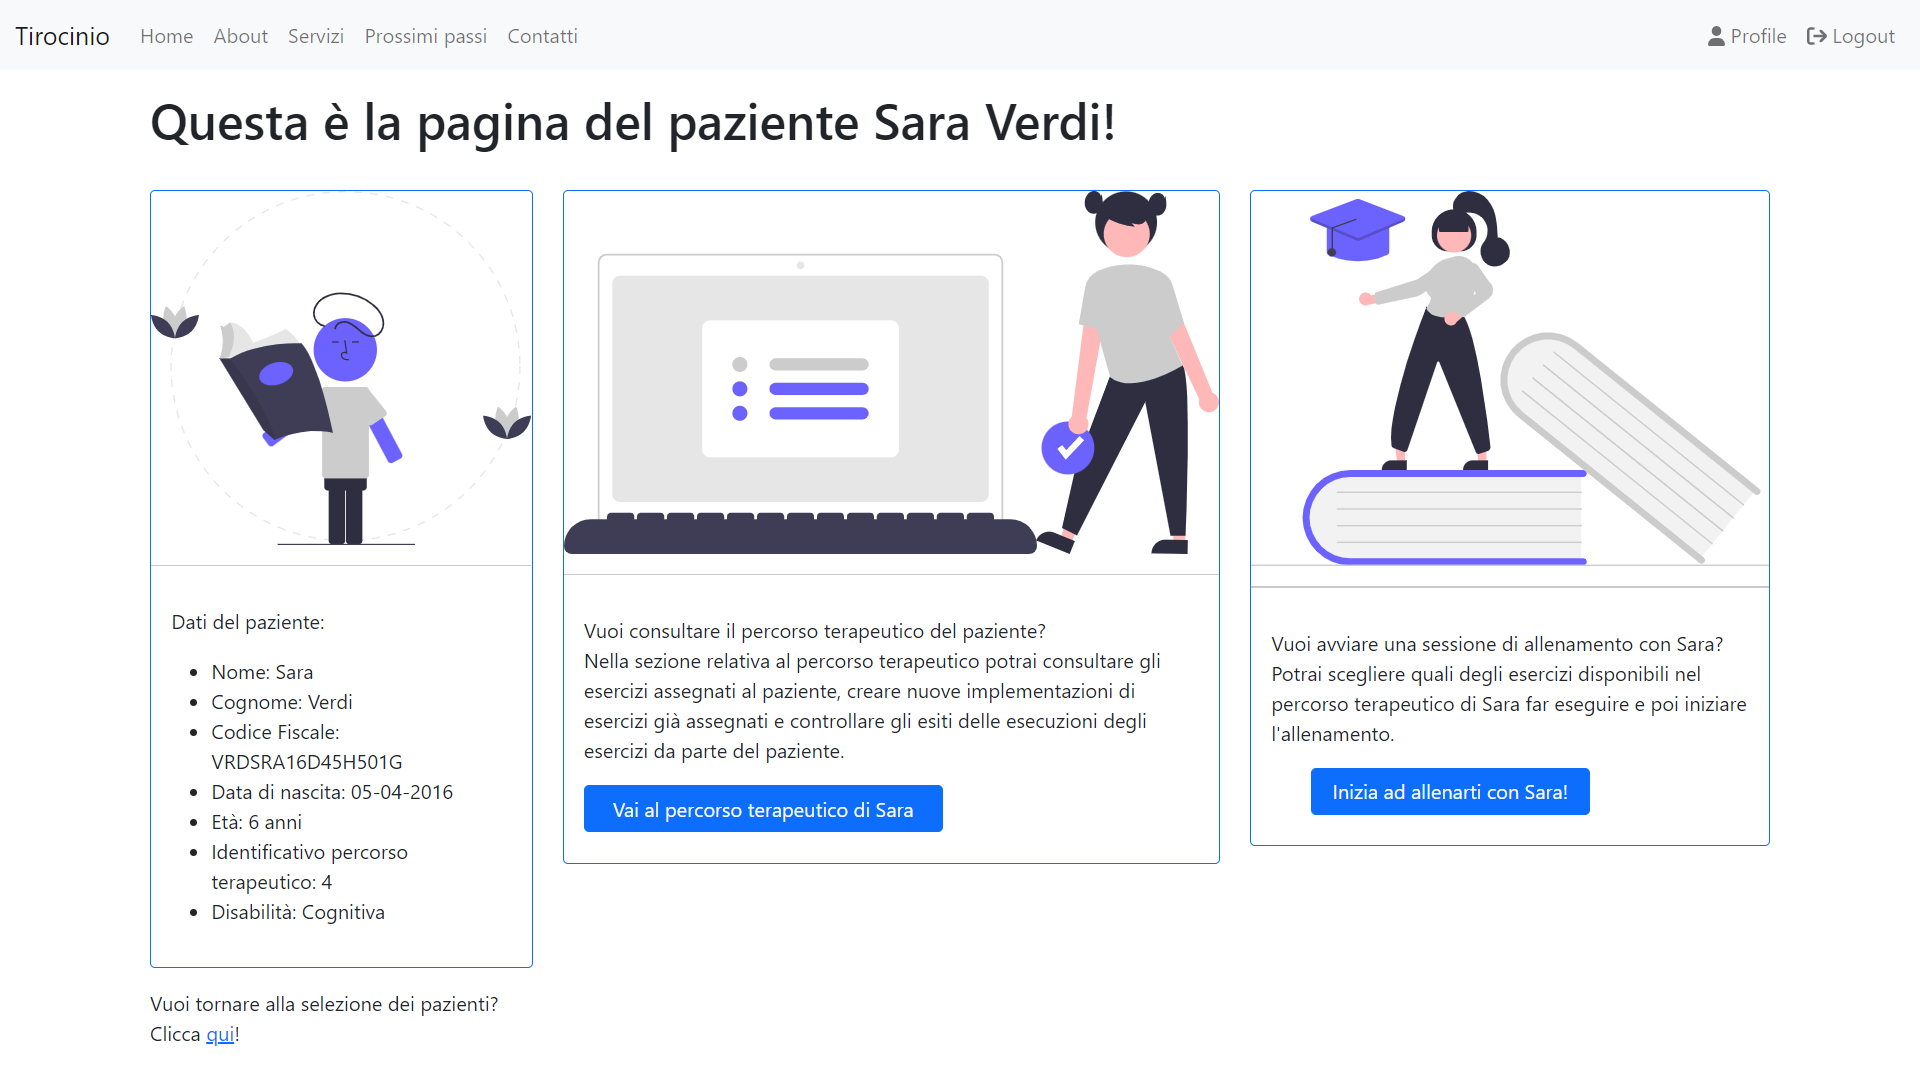 Tirocinio Home About Servizi Prossimi passi Contatti Profile Logout
Questa è la pagina del paziente Sara Verdi!
Dati del paziente:
Nome: Sara
Cognome: Verdi
Codice Fiscale:
VRDSRA16D45H501G
Data di nascita: 05-04-2016
Età: 6 anni
Identificativo percorso
terapeutico: 4
Disabilità: Cognitiva
Vuoi consultare il percorso terapeutico del paziente?
Nella sezione relativa al percorso terapeutico potrai consultare gli
esercizi assegnati al paziente, creare nuove implementazioni di
esercizi già assegnati e controllare gli esiti delle esecuzioni degli
esercizi da parte del paziente.
Vai al percorso terapeutico di Sara
Vuoi avviare una sessione di allenamento con Sara?
Potrai scegliere quali degli esercizi disponibili nel
percorso terapeutico di Sara far eseguire e poi iniziare
l'allenamento.
Inizia ad allenarti con Sara!
Vuoi tornare alla selezione dei pazienti?
Clicca qui!